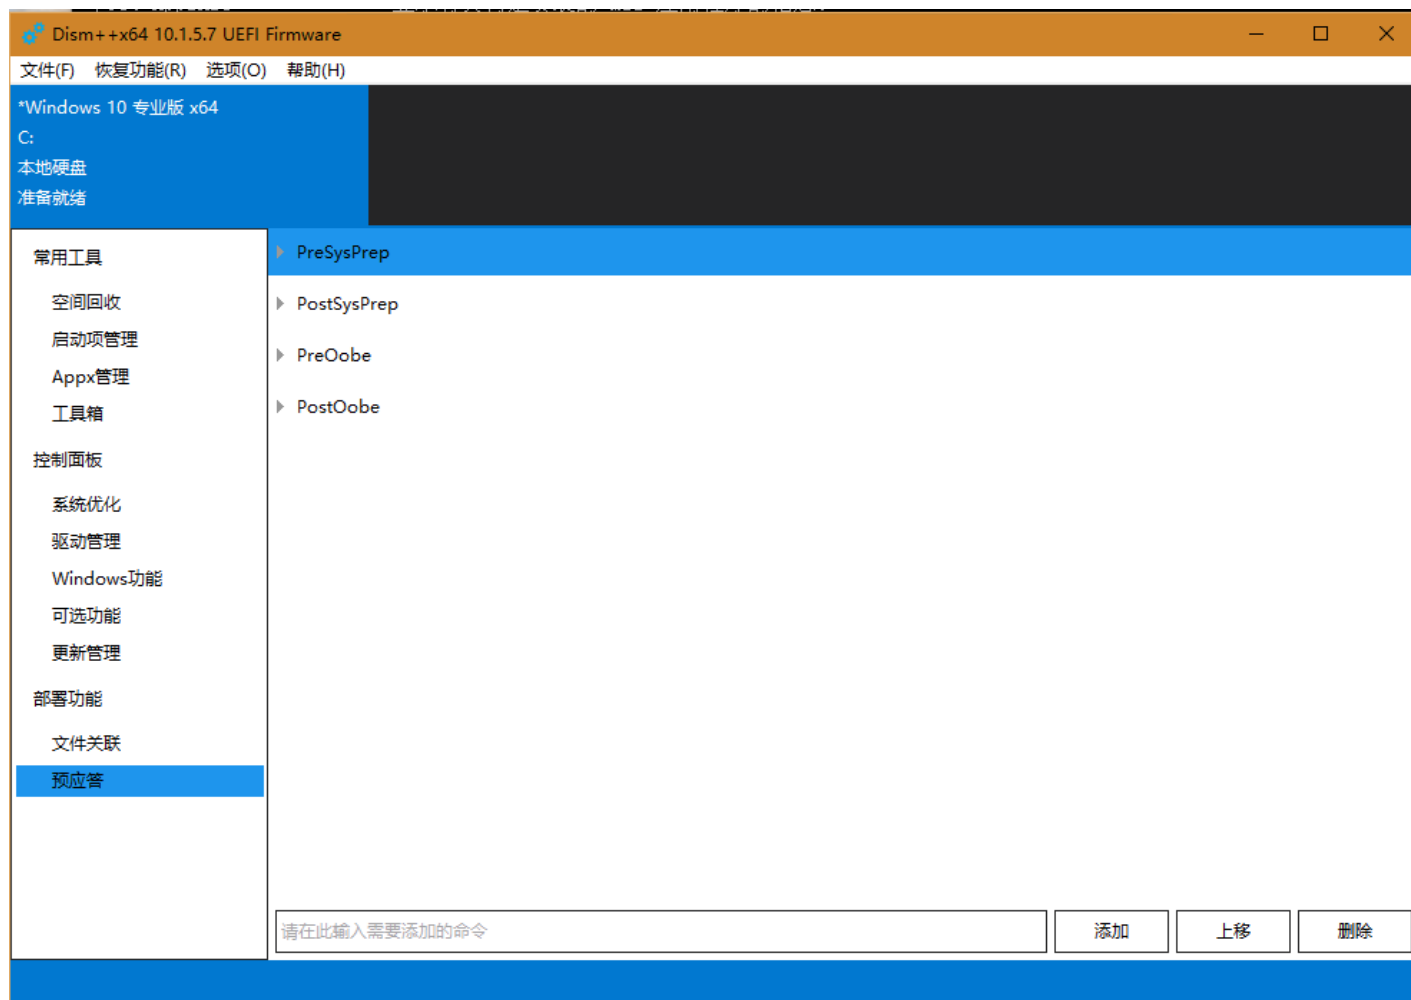 Dism++x64 10.1.5.7 UEFI Firmware
文件(F) 恢复功能(R) 选项(O) 帮助(H)
*Windows 10 专业版 x64
C:
本地硬盘
准备就绪
常用工具
空间回收
启动项管理
Appx管理
工具箱
控制面板
系统优化
驱动管理
Windows功能
可选功能
更新管理
部署功能
文件关联
预应答
PreSysPrep
PostSysPrep
PreOobe
PostOobe
请在此输入需要添加的命令
添加 上移 删除